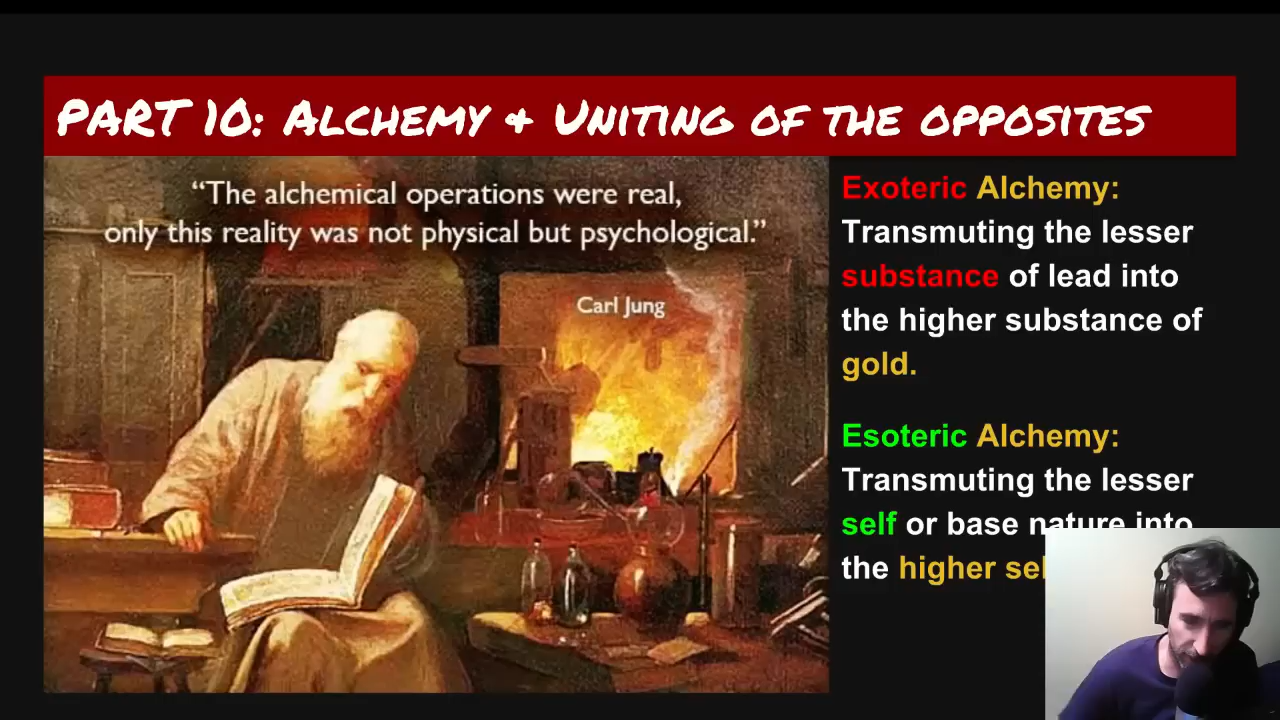 PART 10: ALCHEMY & UNITING OF THE OPPOSITES
“The alchemical operations were real,
only this reality was not physical but psychological.”
Carl Jung
Exoteric Alchemy:
Transmuting the lesser
substance of lead into
the higher substance of
gold.
Esoteric Alchemy:
Transmuting the lesser
self or base nature into
the higher